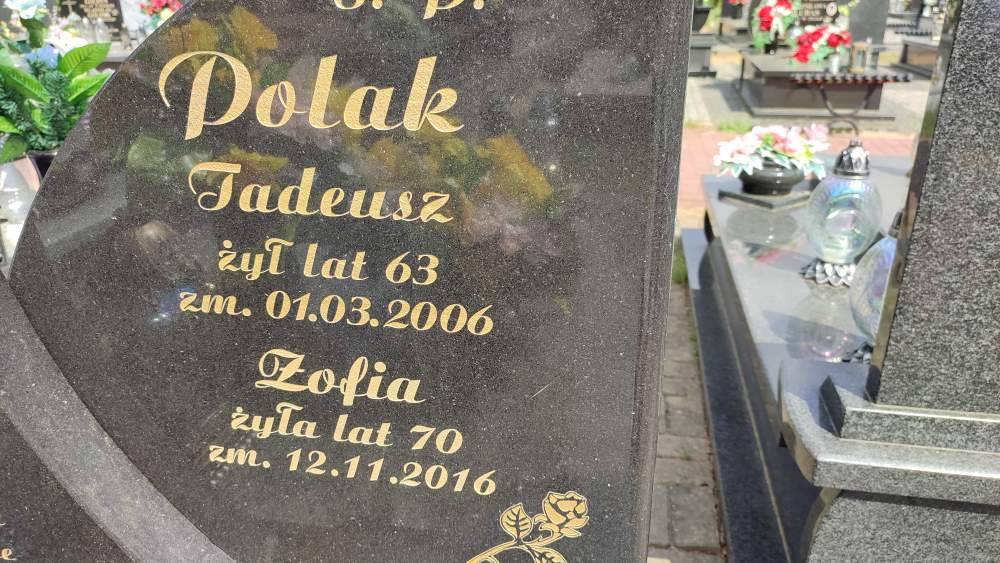 Ś. P.
Polak
Tadeusz
żył lat 63
zm. 01.03.2006
Zofia
żyła lat 70
zm. 12.11.2016